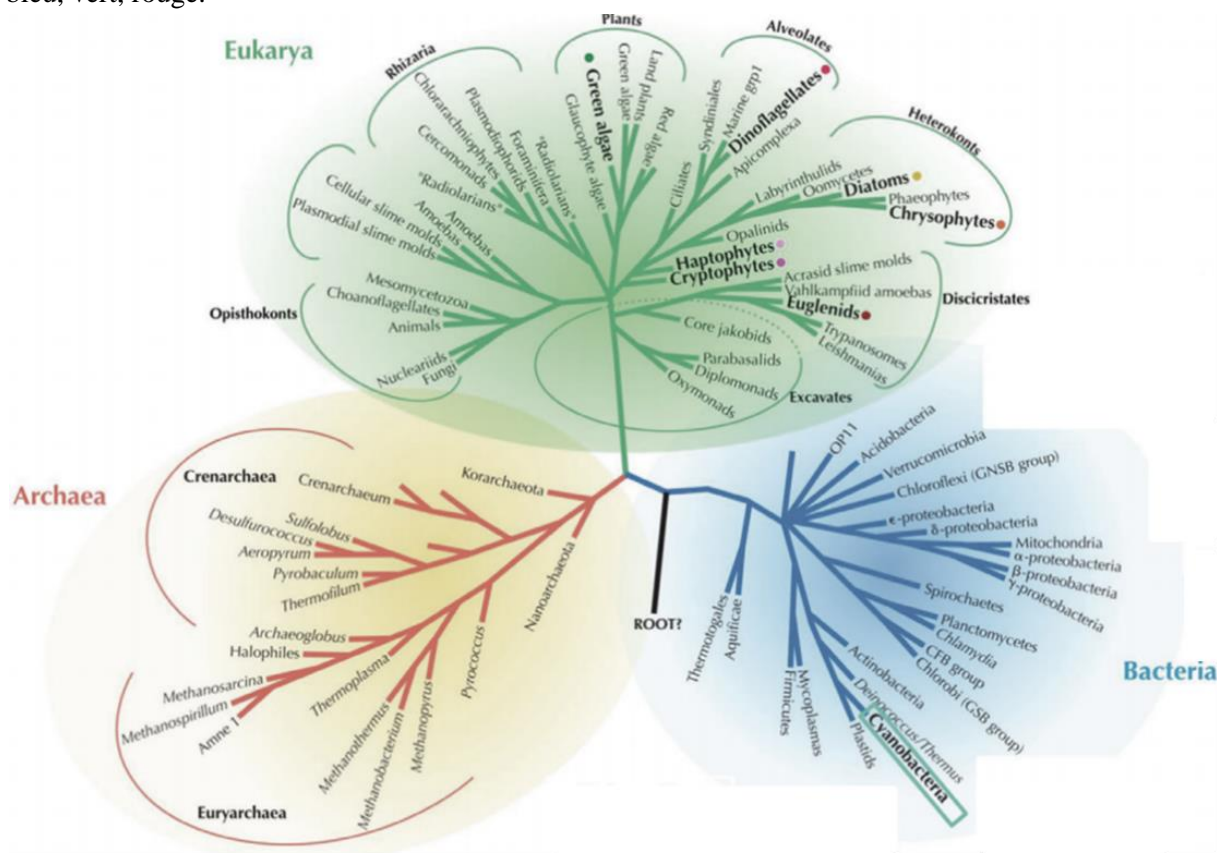 bleu, vert, rouge.
Eukarya
Rhizaria
Plants
Alveolates
Heterokonts
Discicristates
Excavates
Opisthokonts
Cercomonads
Chlorarachniophytes
Plasmodiophorids
Foraminifera
"Radiolarians"
"Radiolarians"
Glaucophyte algae
Green algae
Green algae
Land plants
Red algae
Ciliates
Syndiniales
Marine grp1
Dinoflagellates
Apicomplexa
Labyrinthulids
Oomycetes
Diatoms
Phaeophytes
Chrysophytes
Opalinids
Haptophytes
Cryptophytes
Acrasid slime molds
Vahlkampfiid amoebas
Euglenids
Trypanosomes
Leishmanias
Core jakobids
Parabasalids
Diplomonads
Oxymonads
Cellular slime molds
Plasmodial slime molds
Amoebas
Amoebas
Mesomycetozoa
Choanoflagellates
Animals
Nucleariids
Fungi
Archaea
Crenarchaea
Crenarchaeum
Korarchaeota
Sulfolobus
Desulfurococcus
Aeropyrum
Pyrobaculum
Thermofilum
Nanoarchaeota
Archaeoglobus
Halophiles
Methanosarcina
Methanospirillum
Amne 1
Thermoplasma
Methanothermus
Methanobacterium
Methanopyrus
Pyrococcus
Euryarchaea
ROOT?
Bacteria
OP11
Acidobacteria
Verrucomicrobia
Chloroflexi (GNSB group)
ϵ-proteobacteria
δ-proteobacteria
Mitochondria
α-proteobacteria
β-proteobacteria
γ-proteobacteria
Spirochaetes
Planctomycetes
Chlamydia
CFB group
Chlorobi (GSB group)
Thermotogales
Aquificae
Actinobacteria
Deinococcus/Thermus
Cyanobacteria
Plastids
Mycoplasmas
Firmicutes